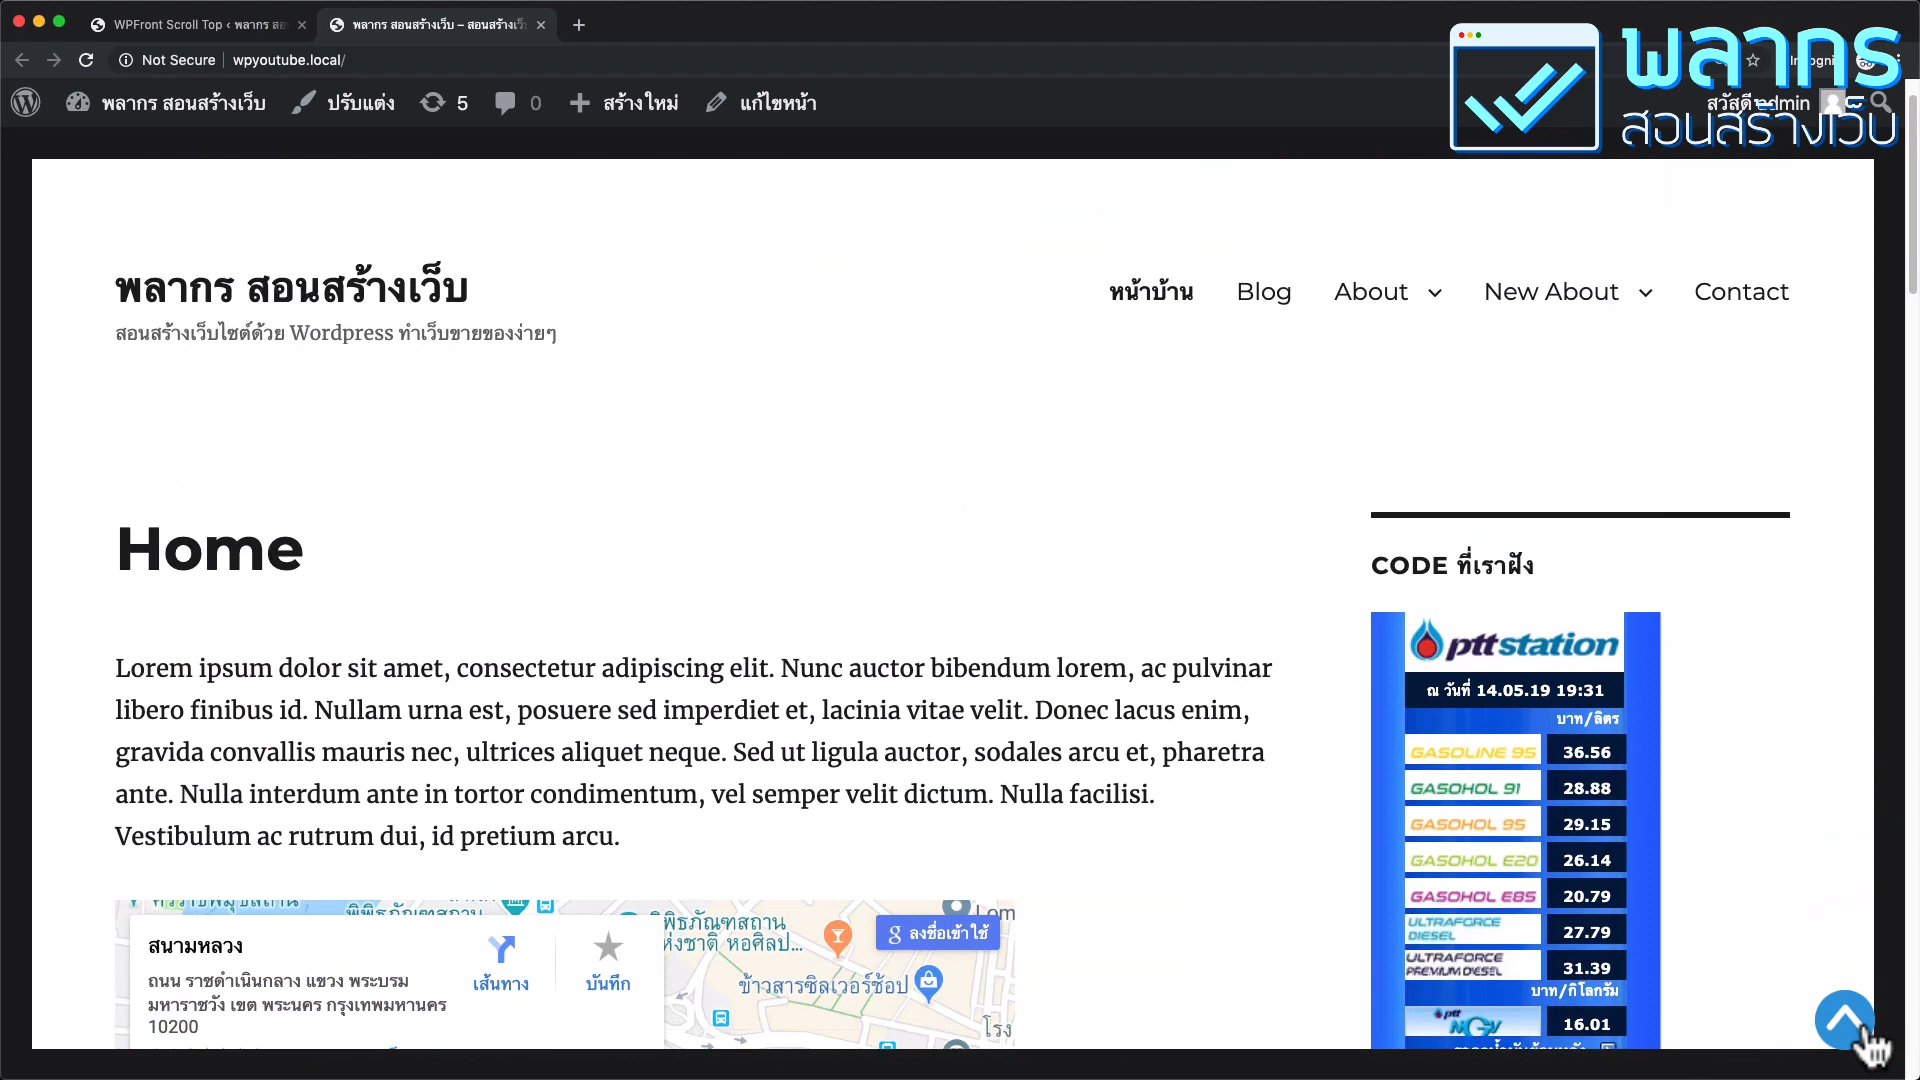 WPFront Scroll Top ‹ พลากร สอ
พลากร สอนสร้างเว็บ – สอนสร้างเว็
Not Secure
wpyoutube.local/
พลากร
สอนสร้างเว็บ
พลากร สอนสร้างเว็บ
ปรับแต่ง
5
0
สร้างใหม่
แก้ไขหน้า
สวัสดี admin
พลากร สอนสร้างเว็บ
สอนสร้างเว็บไซต์ด้วย Wordpress ทำเว็บขายของง่ายๆ
หน้าบ้าน Blog About New About Contact
Home
Lorem ipsum dolor sit amet, consectetur adipiscing elit. Nunc auctor bibendum lorem, ac pulvinar
libero finibus id. Nullam urna est, posuere sed imperdiet et, lacinia vitae velit. Donec lacus enim,
gravida convallis mauris nec, ultrices aliquet neque. Sed ut ligula auctor, sodales arcu et, pharetra
ante. Nulla interdum ante in tortor condimentum, vel semper velit dictum. Nulla facilisi.
Vestibulum ac rutrum dui, id pretium arcu.
สนามหลวง
ถนน ราชดำเนินกลาง แขวง พระบรม
มหาราชวัง เขต พระนคร กรุงเทพมหานคร
10200
เส้นทาง
บันทึก
พิพิธภัณฑสถาน
ลงชื่อเข้าใช้
ข้าวสารซิลเวอร์ช้อป
CODE ที่เราฝัง
ptt station
ณ วันที่ 14.05.19 19:31
บาท/ลิตร
GASOLINE 95 36.56
GASOHOL 91 28.88
GASOHOL 95 29.15
GASOHOL E20 26.14
GASOHOL E85 20.79
ULTRAFORCE DIESEL 27.79
ULTRAFORCE PREMIUM DIESEL 31.39
บาท/กิโลกรัม
ptt NGV 16.01